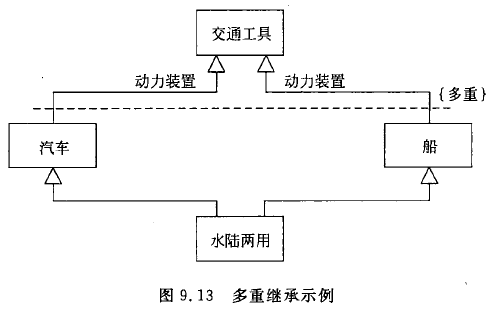 交通工具
动力装置
动力装置
{多重}
汽车
船
水陆两用
图 9.13 多重继承示例